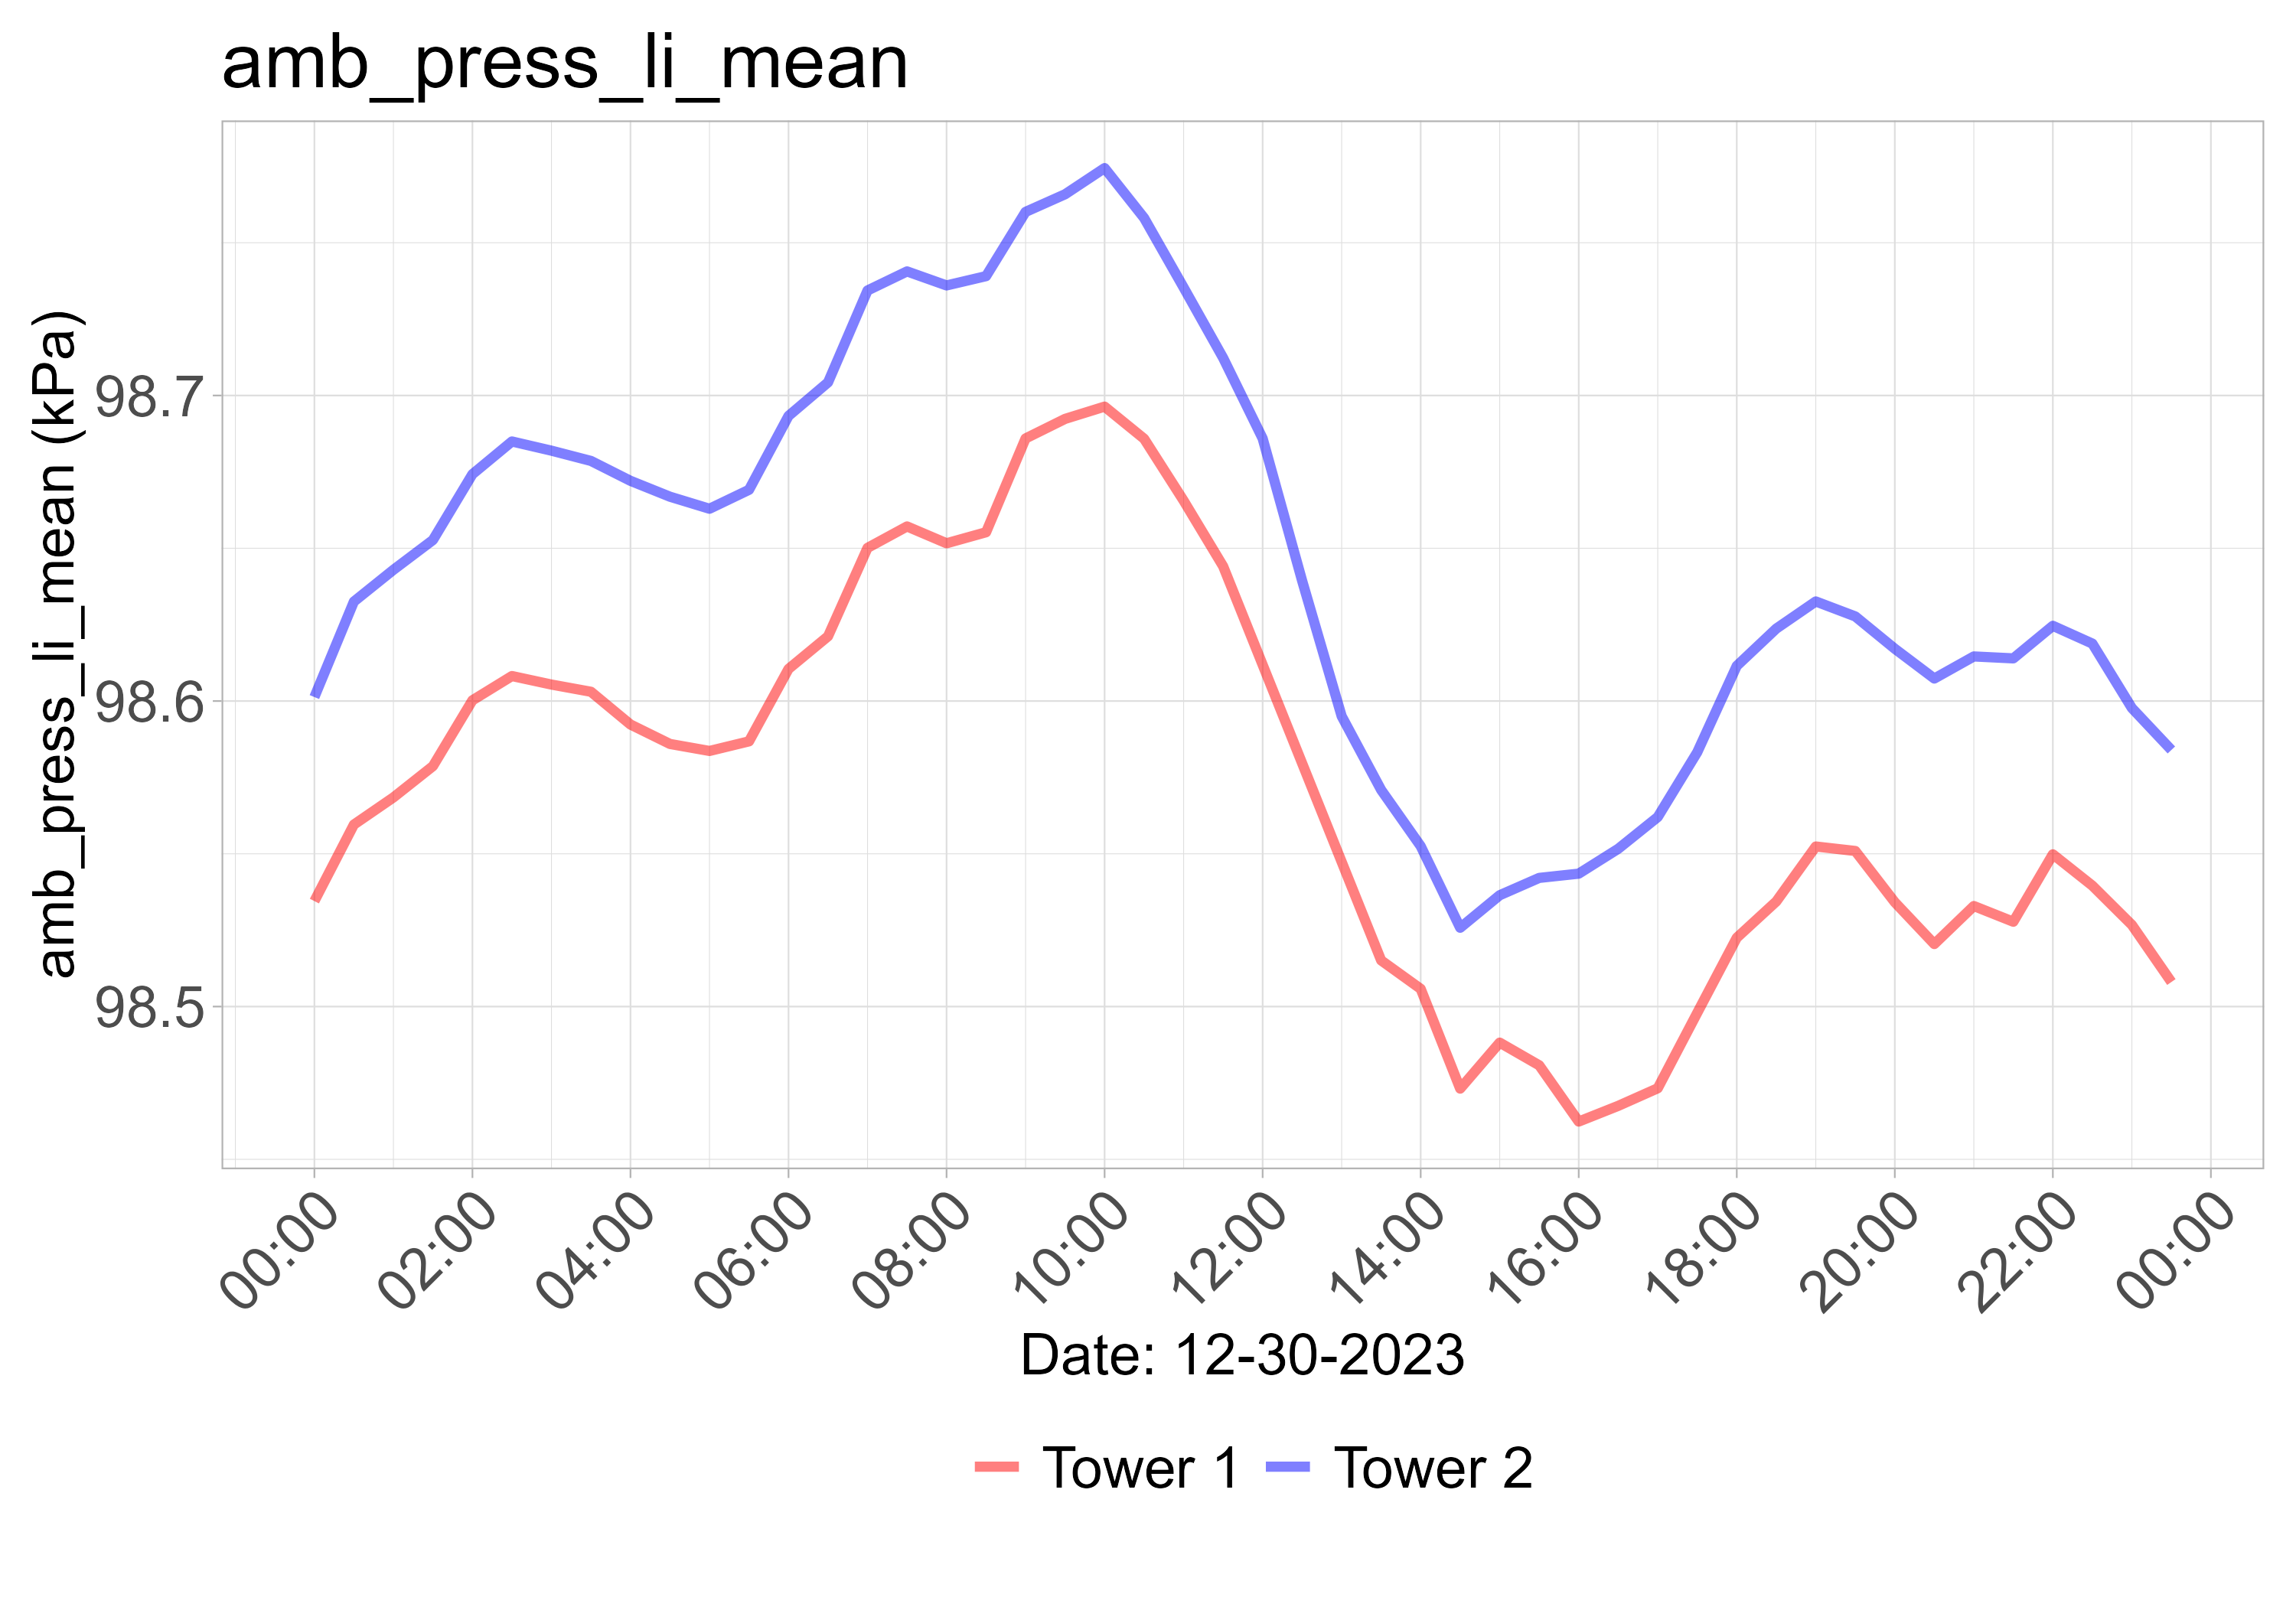 amb_press_li_mean
amb_press_li_mean (kPa)
98.7
98.6
98.5
00:00 02:00 04:00 06:00 08:00 10:00 12:00 14:00 16:00 18:00 20:00 22:00 00:00
Date: 12-30-2023
Tower 1 Tower 2